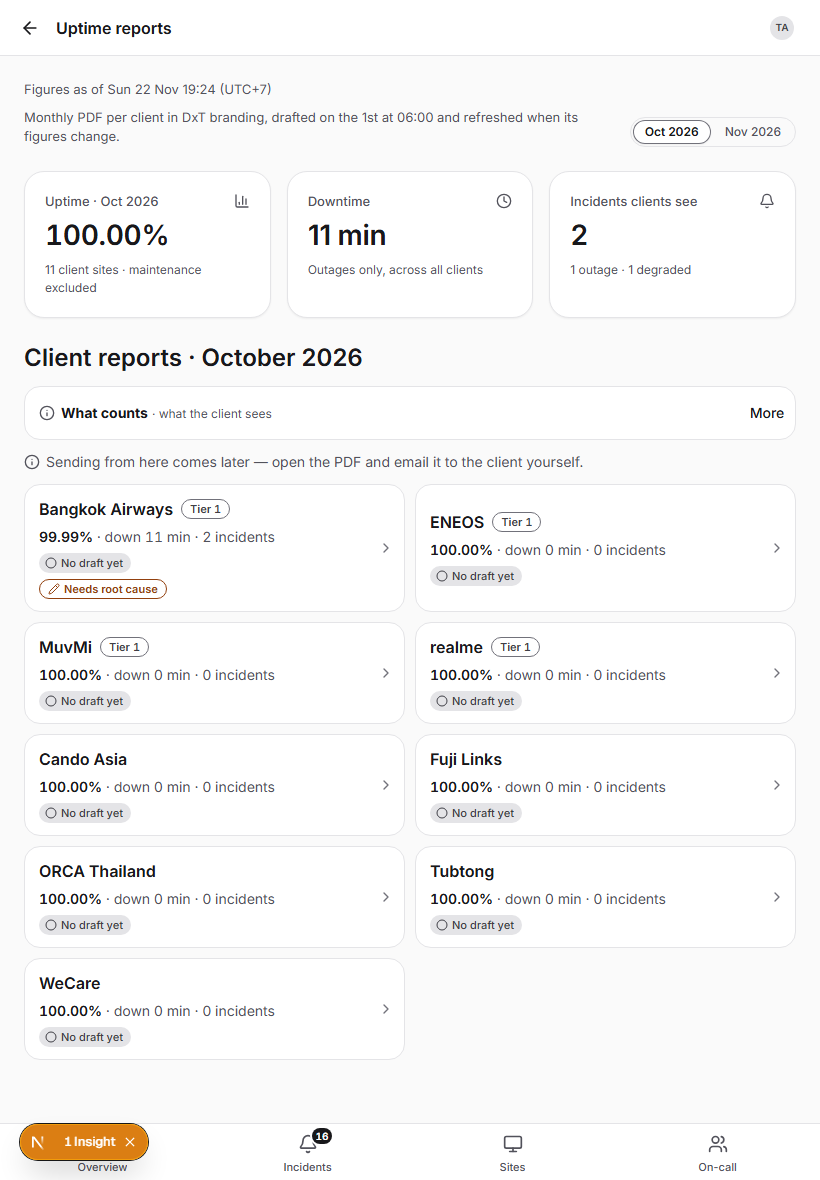 Uptime reports
TA
Figures as of Sun 22 Nov 19:24 (UTC+7)
Monthly PDF per client in DxT branding, drafted on the 1st at 06:00 and refreshed when its
figures change.
Oct 2026
Nov 2026
Uptime · Oct 2026
100.00%
11 client sites · maintenance
excluded
Downtime
11 min
Outages only, across all clients
Incidents clients see
2
1 outage · 1 degraded
Client reports · October 2026
What counts · what the client sees
More
Sending from here comes later — open the PDF and email it to the client yourself.
Bangkok Airways Tier 1
99.99% · down 11 min · 2 incidents
No draft yet
Needs root cause
ENEOS Tier 1
100.00% · down 0 min · 0 incidents
No draft yet
MuvMi Tier 1
100.00% · down 0 min · 0 incidents
No draft yet
realme Tier 1
100.00% · down 0 min · 0 incidents
No draft yet
Cando Asia
100.00% · down 0 min · 0 incidents
No draft yet
Fuji Links
100.00% · down 0 min · 0 incidents
No draft yet
ORCA Thailand
100.00% · down 0 min · 0 incidents
No draft yet
Tubtong
100.00% · down 0 min · 0 incidents
No draft yet
WeCare
100.00% · down 0 min · 0 incidents
No draft yet
N 1 Insight
Overview
16
Incidents
Sites
On-call